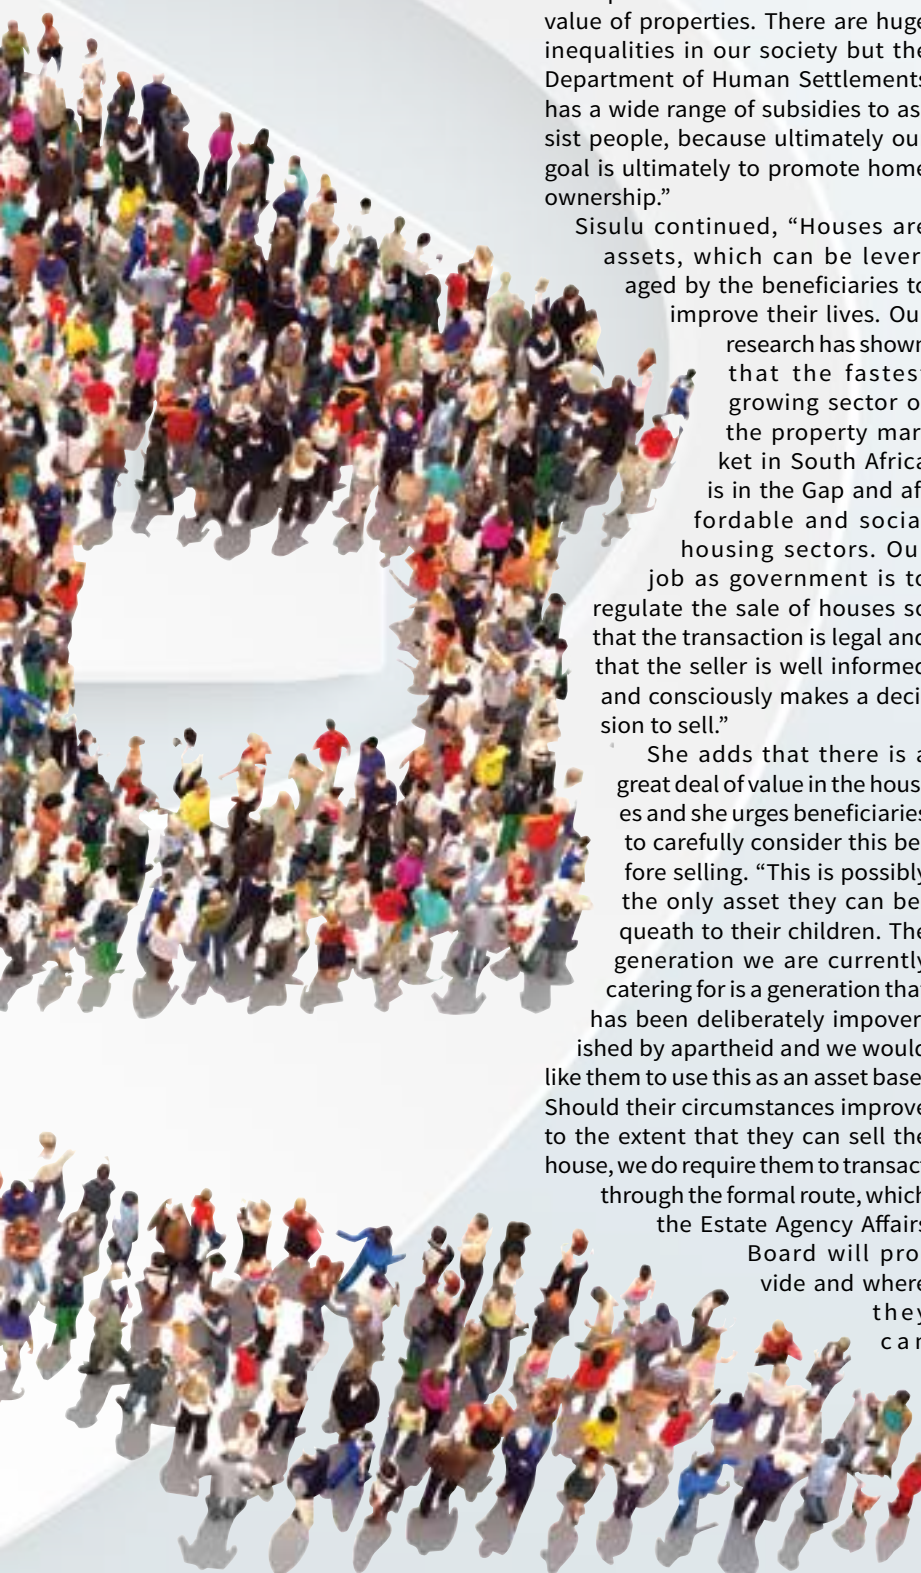 value of properties. There are huge
inequalities in our society but the
Department of Human Settlements
has a wide range of subsidies to as
sist people, because ultimately ou
goal is ultimately to promote home
ownership.”
Sisulu continued, “Houses are
assets, which can be lever
aged by the beneficiaries to
improve their lives. Ou
research has shown
that the fastes
growing sector o
the property mar
ket in South Africa
is in the Gap and af
fordable and socia
housing sectors. Ou
job as government is to
regulate the sale of houses so
that the transaction is legal and
that the seller is well informed
and consciously makes a deci
sion to sell.”
She adds that there is a
great deal of value in the hous
es and she urges beneficiaries
to carefully consider this be
fore selling. “This is possibly
the only asset they can be
queath to their children. The
generation we are currently
catering for is a generation that
has been deliberately impover
ished by apartheid and we would
like them to use this as an asset base
Should their circumstances improve
to the extent that they can sell the
house, we do require them to transact
through the formal route, which
the Estate Agency Affairs
Board will pro
vide and where
they
can